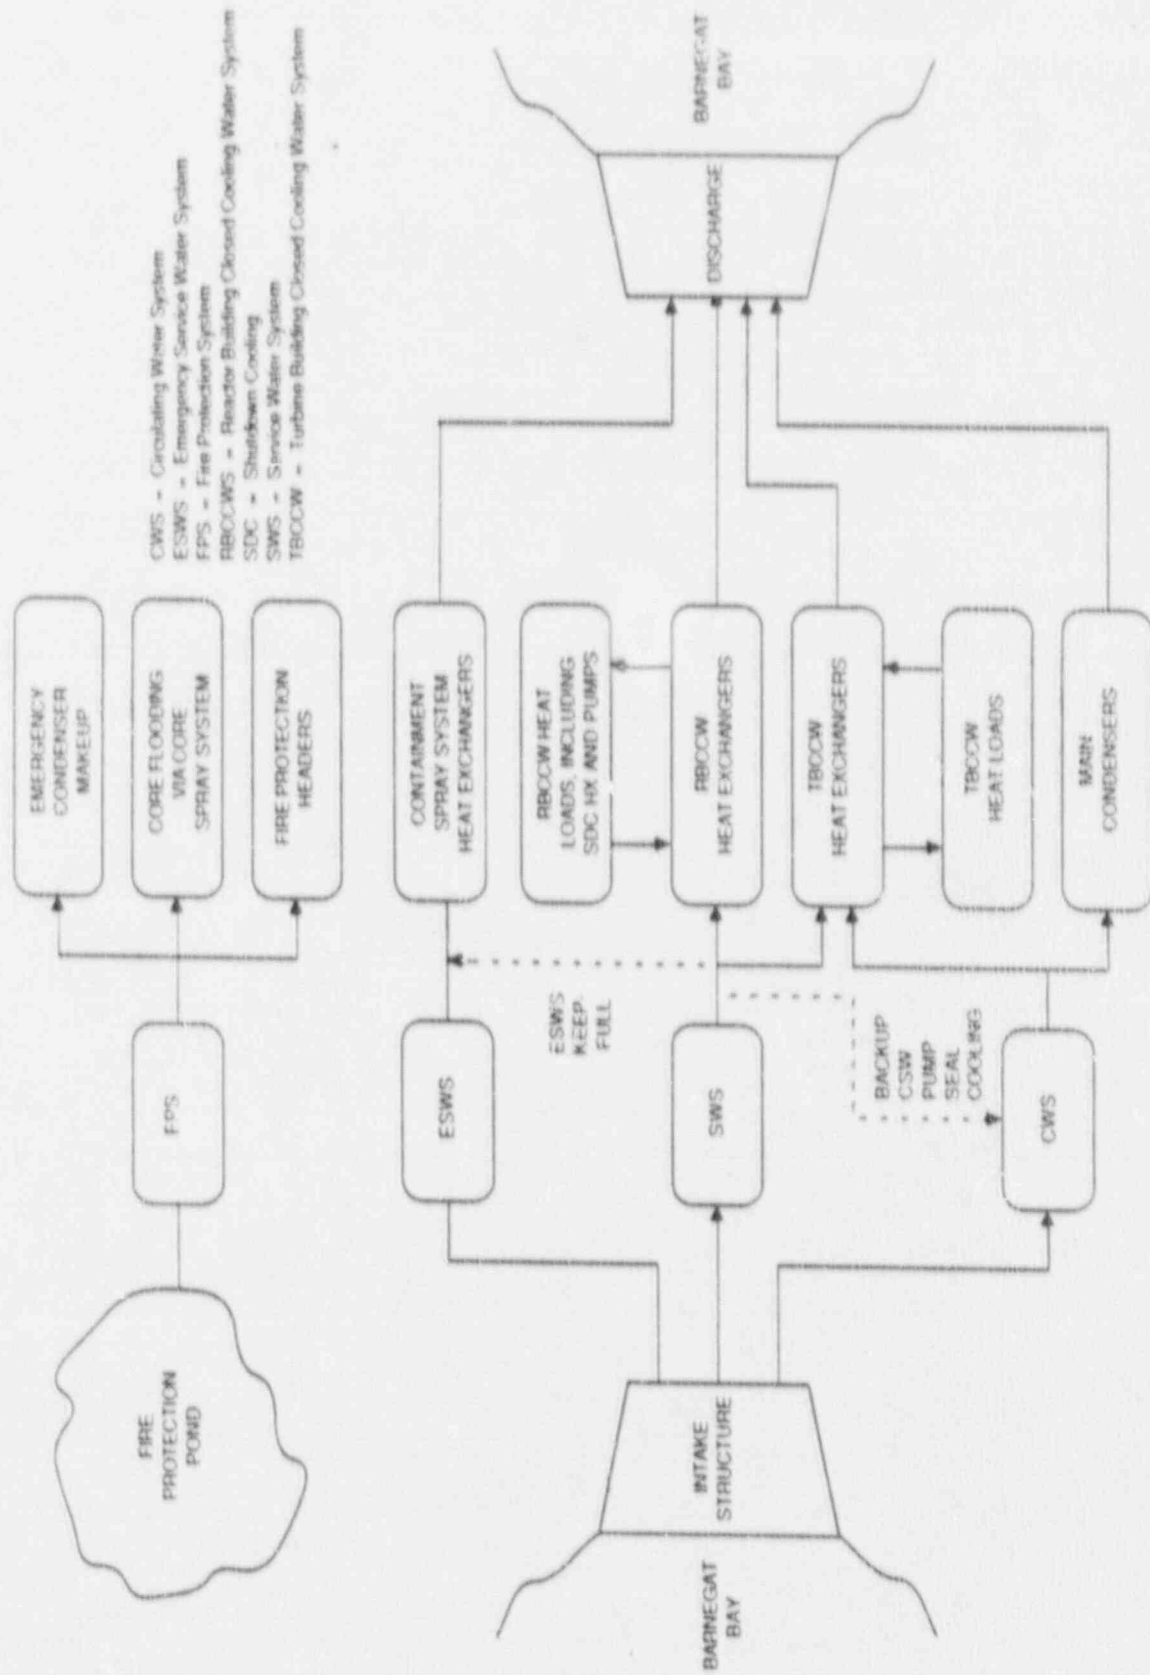 FIRE
PROTECTION
POND
FPS
EMERGENCY
CONDENSER
MAKEUP
CORE FLOODING
VIA CORE
SPRAY SYSTEM
FIRE PROTECTION
HEADERS
CWS - Circulating Water System
ESWS - Emergency Service Water System
FPS - Fire Protection System
RBCCWS - Reactor Building Closed Cooling Water System
SDC - Shutdown Cooling
SWS - Service Water System
TBCCW - Turbine Building Closed Cooling Water System
BARNEGAT
BAY
INTAKE
STRUCTURE
ESWS
SWS
CWS
ESWS
KEEP
FULL
BACKUP
CSW
PUMP
SEAL
COOLING
CONTAINMENT
SPRAY SYSTEM
HEAT EXCHANGERS
RBCCW HEAT
LOADS, INCLUDING
SDC HX AND PUMPS
RBCCW
HEAT EXCHANGERS
TBCCW
HEAT EXCHANGERS
TBCCW
HEAT LOADS
MAIN
CONDENSERS
DISCHARGE
BARNEGAT
BAY